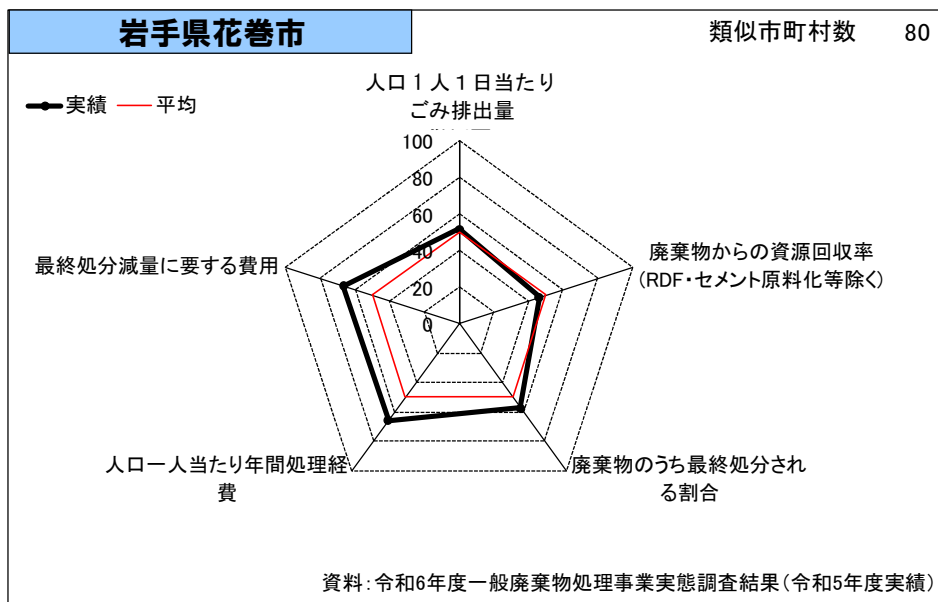 岩手県花巻市
類似市町村数 80
実績 平均
人口１人１日当たり
ごみ排出量
100
80
60
40
20
0
廃棄物からの資源回収率
(RDF・セメント原料化等除く)
最終処分減量に要する費用
人口一人当たり年間処理経
費
廃棄物のうち最終処分され
る割合
資料：令和6年度一般廃棄物処理事業実態調査結果（令和5年度実績）